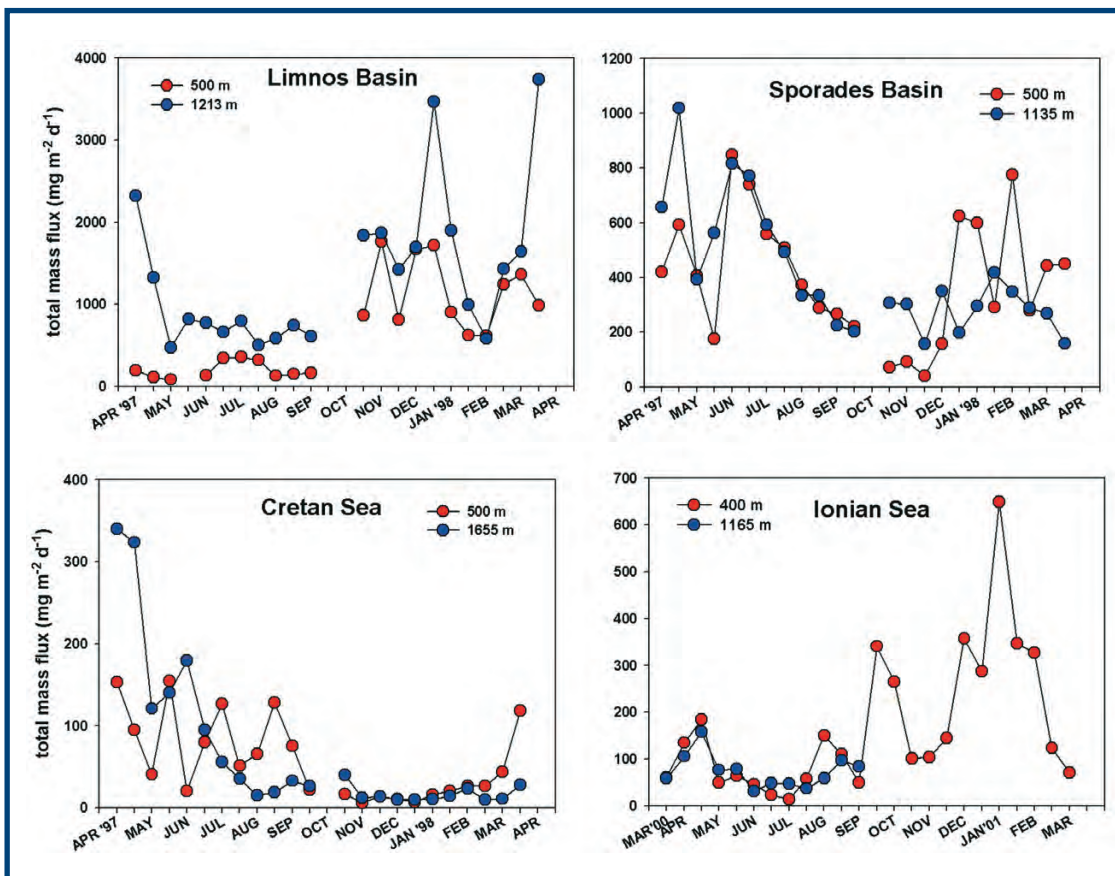 Limnos Basin
500 m
1213 m
total mass flux (mg m-2 d-1)
4000
3000
2000
1000
0
APR '97
MAY
JUN
JUL
AUG
SEP
OCT
NOV
DEC
JAN '98
FEB
MAR
APR
Sporades Basin
500 m
1135 m
1200
1000
800
600
400
200
0
APR '97
MAY
JUN
JUL
AUG
SEP
OCT
NOV
DEC
JAN '98
FEB
MAR
APR
Cretan Sea
500 m
1655 m
total mass flux (mg m-2 d-1)
400
300
200
100
0
APR '97
MAY
JUN
JUL
AUG
SEP
OCT
NOV
DEC
JAN '98
FEB
MAR
APR
Ionian Sea
400 m
1165 m
700
600
500
400
300
200
100
0
MAR'00
APR
MAY
JUN
JUL
AUG
SEP
OCT
NOV
DEC
JAN'01
FEB
MAR